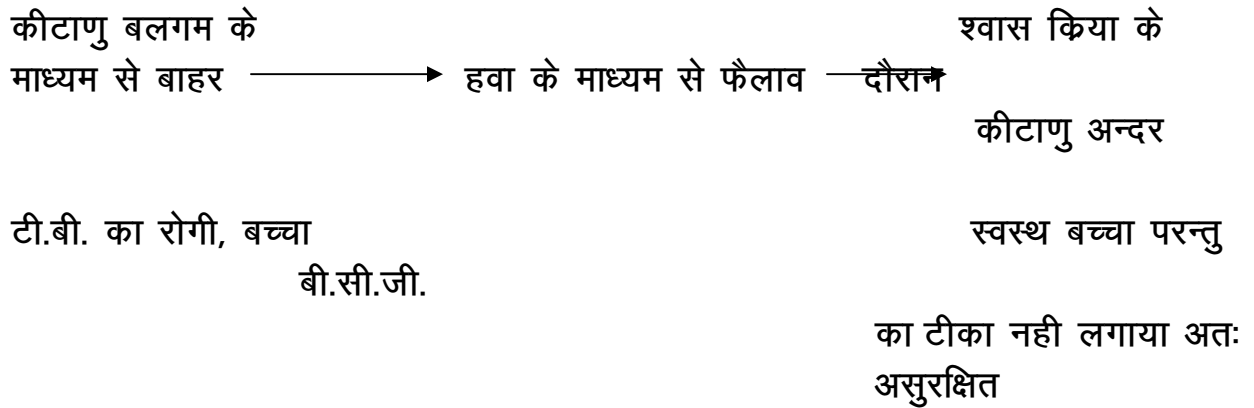 कीटाणु बलगम के श्वास क्रिया के
माध्यम से बाहर हवा के माध्यम से फैलाव दौरान
कीटाणु अन्दर
टी.बी. का रोगी, बच्चा स्वस्थ बच्चा परन्तु
बी.सी.जी.
का टीका नही लगाया अतः
असुरक्षित